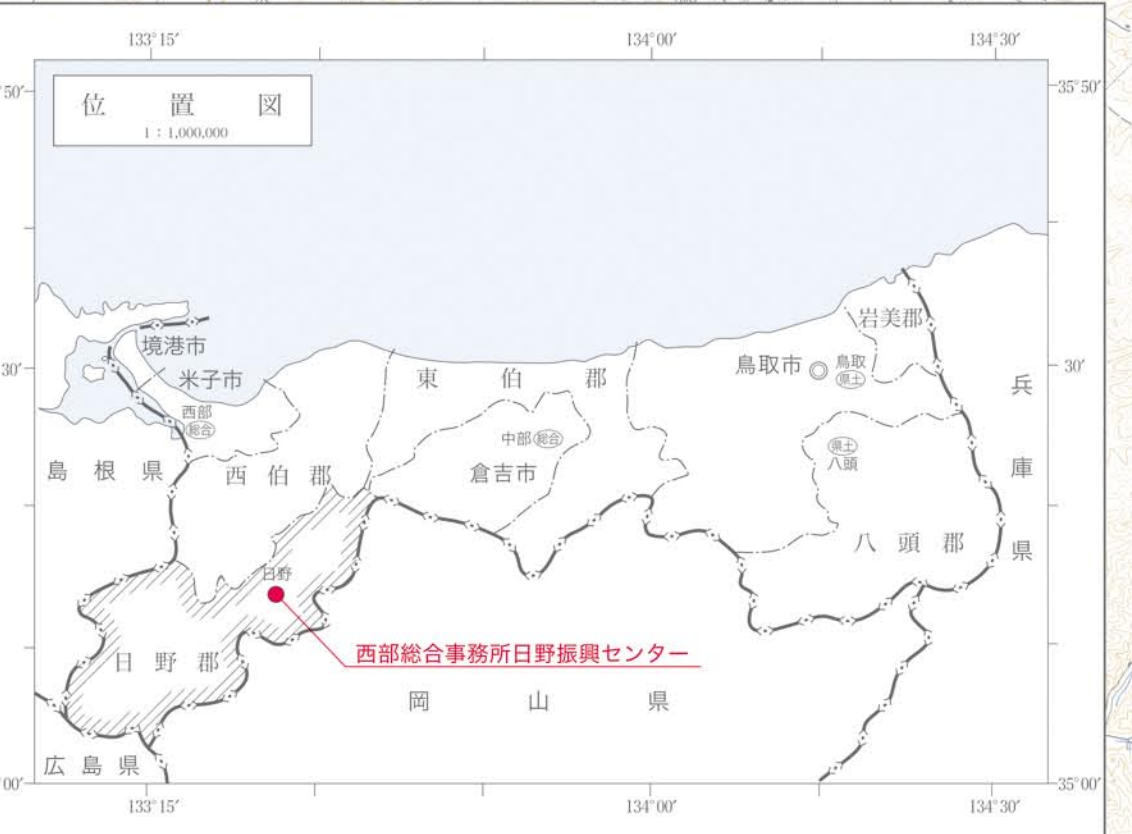 133°15′ 134°00′ 134°30′
位置図
1：1,000,000
50′ 35°50′
岩美郡
境港市
30′ 米子市 東伯郡 鳥取市 鳥取 県土 30′
兵庫県
西部 総合
中部 総合
県土 八頭
島根県 西伯郡 倉吉市
八頭郡
日野
西部総合事務所日野振興センター
日野郡
岡山県
広島県
00′ 35°00′
133°15′ 134°00′ 134°30′